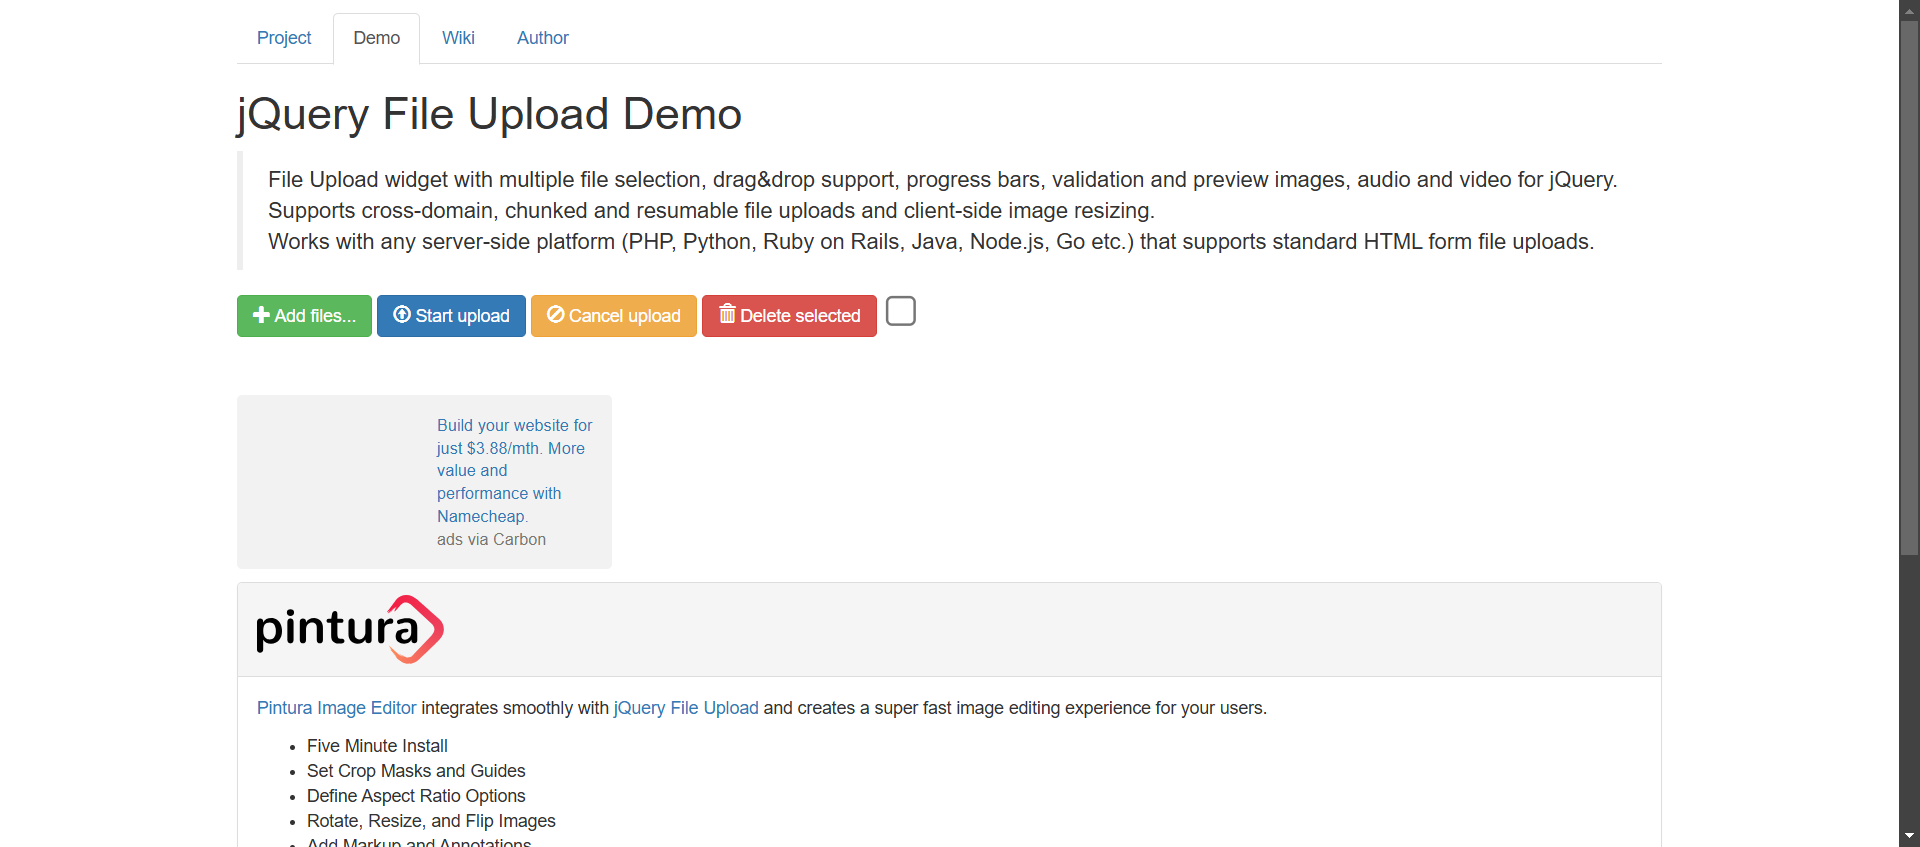 Project Demo Wiki Author
jQuery File Upload Demo
File Upload widget with multiple file selection, drag&drop support, progress bars, validation and preview images, audio and video for jQuery.
Supports cross-domain, chunked and resumable file uploads and client-side image resizing.
Works with any server-side platform (PHP, Python, Ruby on Rails, Java, Node.js, Go etc.) that supports standard HTML form file uploads.
Add files... Start upload Cancel upload Delete selected
Build your website for
just $3.88/mth. More
value and
performance with
Namecheap.
ads via Carbon
pintura
Pintura Image Editor integrates smoothly with jQuery File Upload and creates a super fast image editing experience for your users.
• Five Minute Install
• Set Crop Masks and Guides
• Define Aspect Ratio Options
• Rotate, Resize, and Flip Images
• Add Markup and Annotations